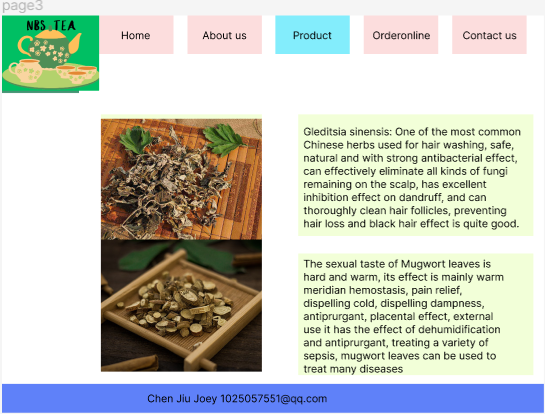 page3
NBS TEA
Home
About us
Product
Orderonline
Contact us
Gleditsia sinensis: One of the most common
Chinese herbs used for hair washing, safe,
natural and with strong antibacterial effect,
can effectively eliminate all kinds of fungi
remaining on the scalp, has excellent
inhibition effect on dandruff, and can
thoroughly clean hair follicles, preventing
hair loss and black hair effect is quite good.
The sexual taste of Mugwort leaves is
hard and warm, its effect is mainly warm
meridian hemostasis, pain relief,
dispelling cold, dispelling dampness,
antiprurgant, placental effect, external
use it has the effect of dehumidification
and antiprurgant, treating a variety of
sepsis, mugwort leaves can be used to
treat many diseases
Chen Jiu Joey 1025057551@qq.com